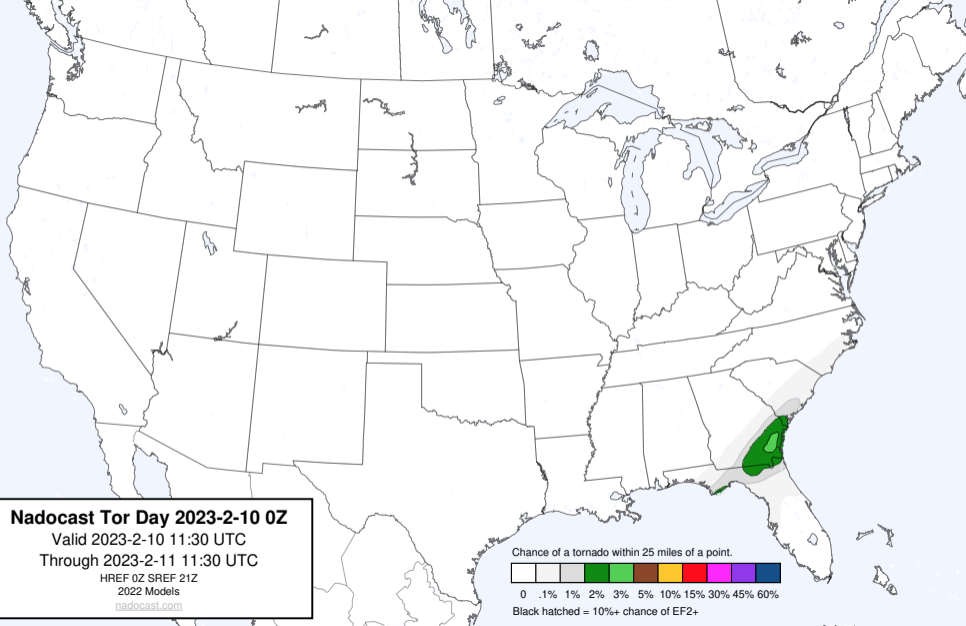 Nadocast Tor Day 2023-2-10 0Z
Valid 2023-2-10 11:30 UTC
Through 2023-2-11 11:30 UTC
HREF 0Z SREF 21Z
2022 Models
nadocast.com
Chance of a tornado within 25 miles of a point.
0 .1% 1% 2% 3% 5% 10% 15% 30% 45% 60%
Black hatched = 10%+ chance of EF2+